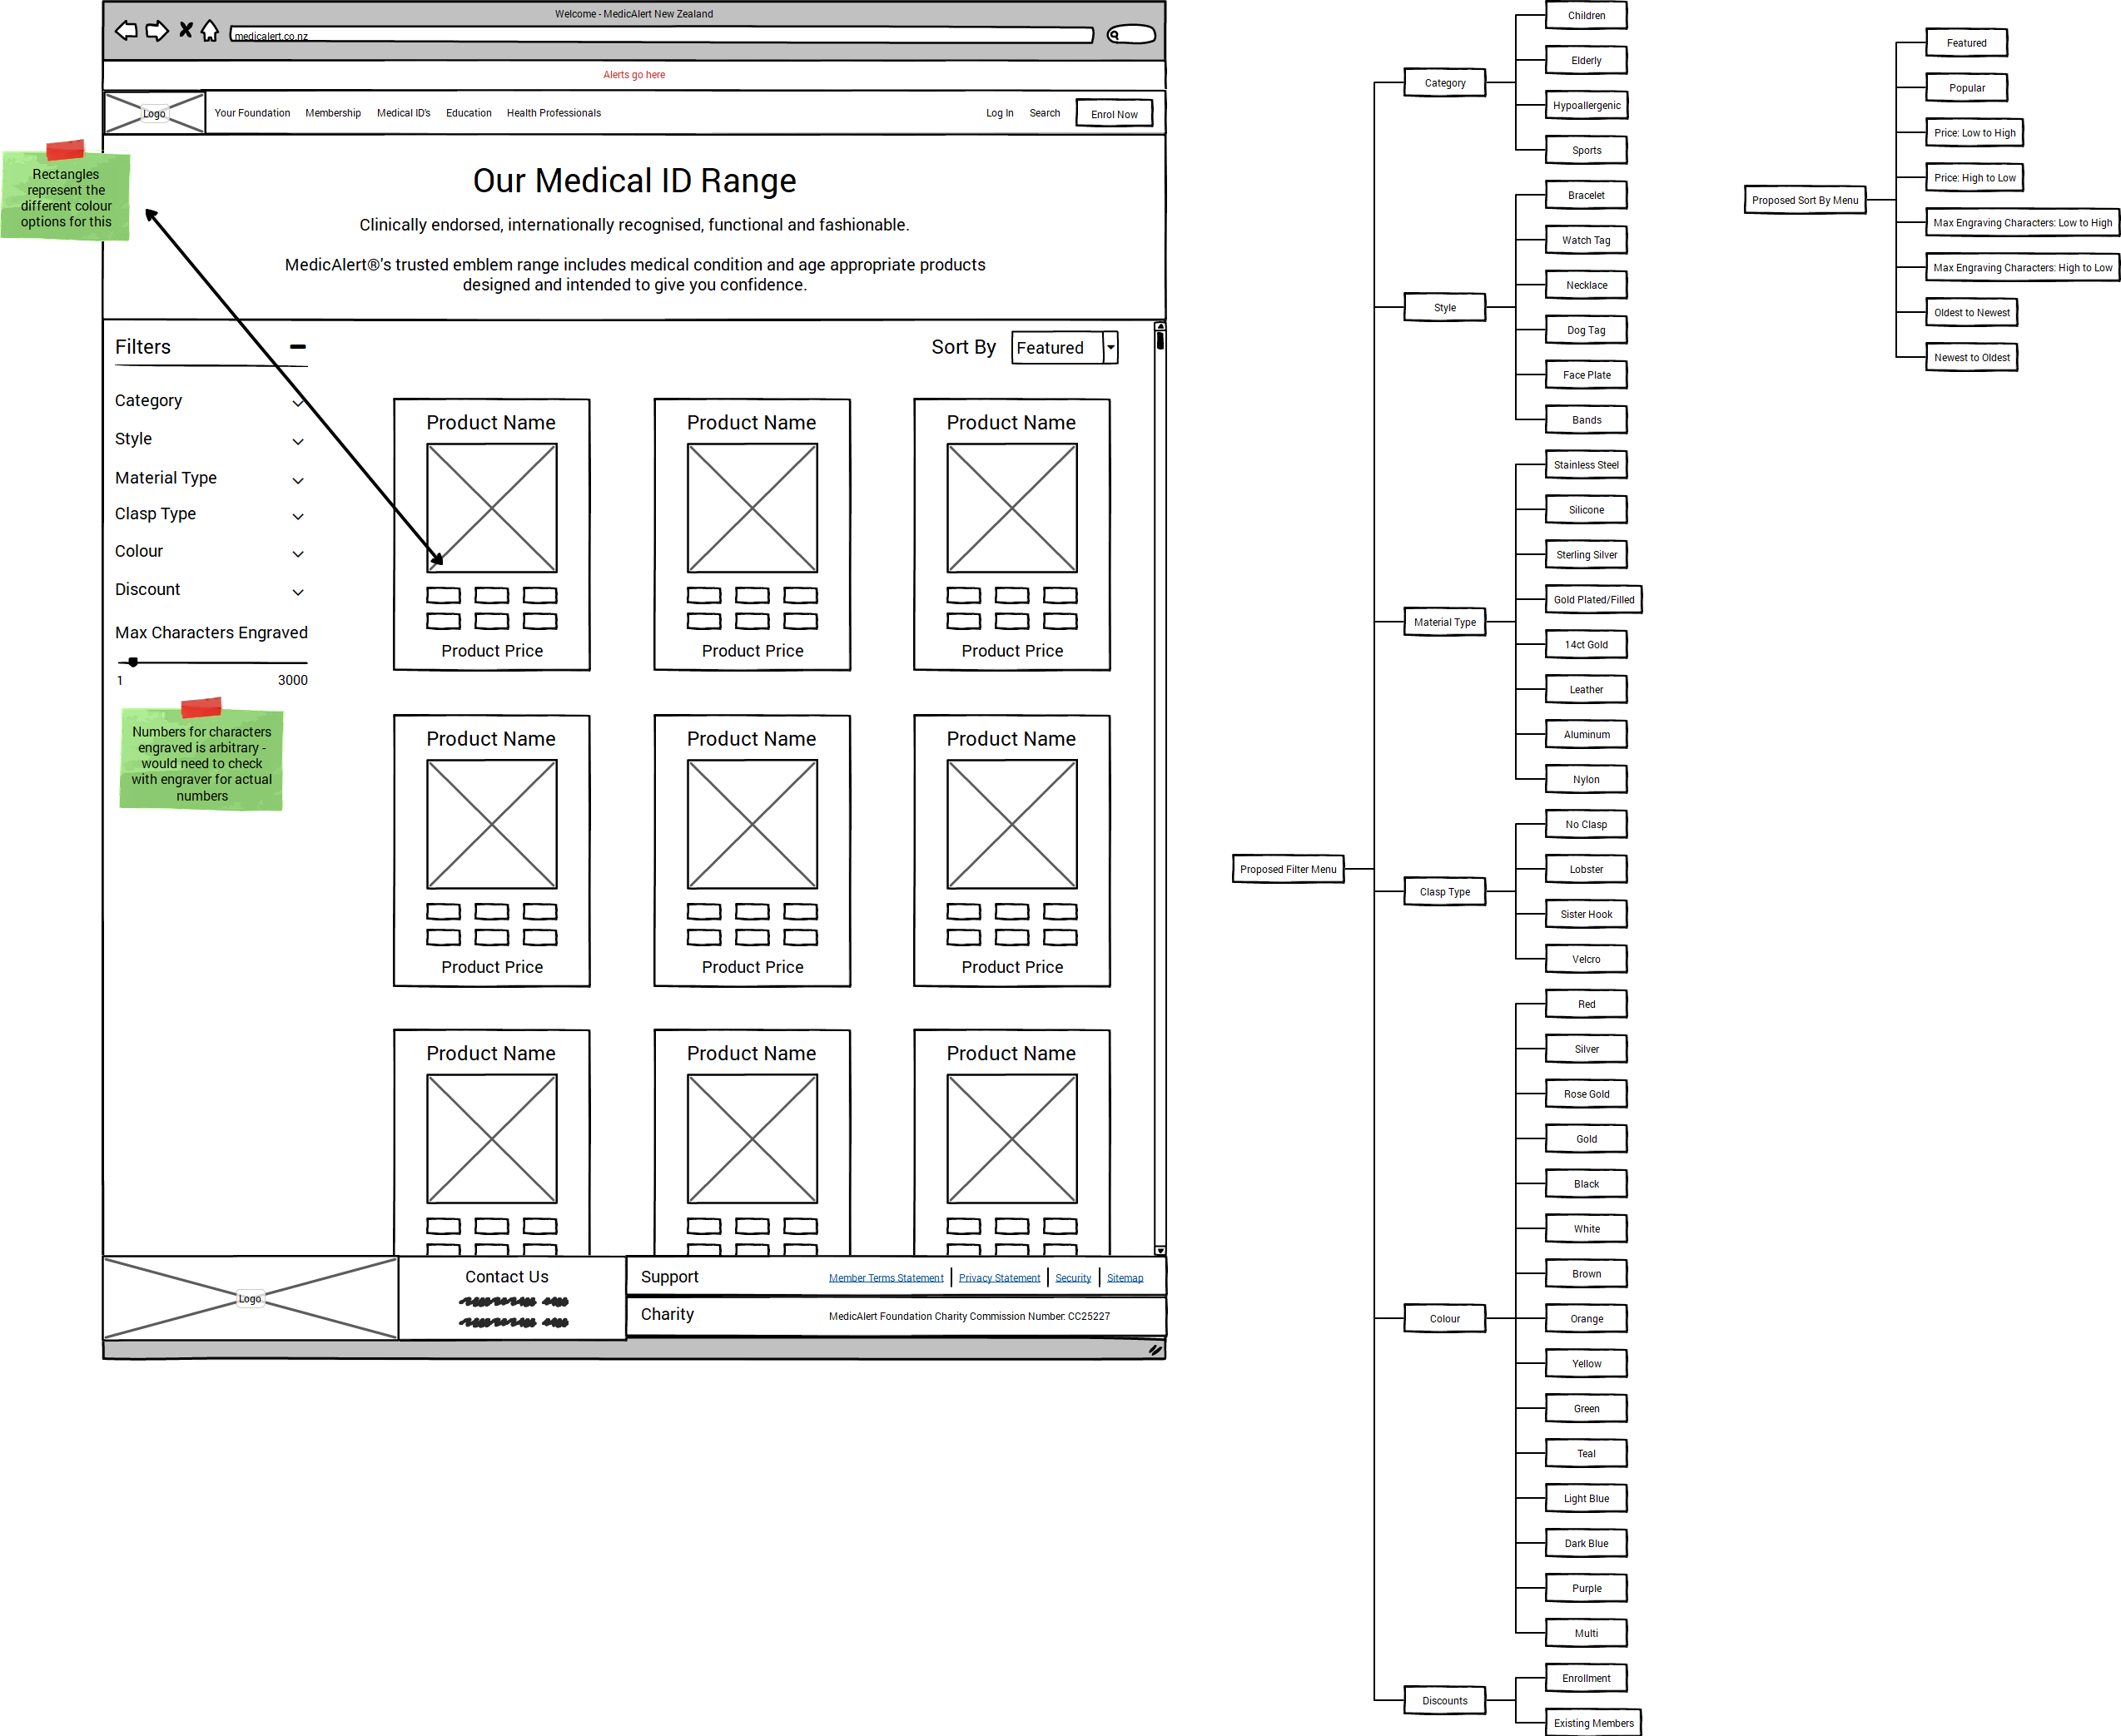 Welcome - MedicAlert New Zealand
medicalert.co.nz
Alerts go here
Logo
Your Foundation
Membership
Medical ID's
Education
Health Professionals
Log In
Search
Enrol Now
Rectangles
represent the
different colour
options for this
Our Medical ID Range
Clinically endorsed, internationally recognised, functional and fashionable.
MedicAlert®'s trusted emblem range includes medical condition and age appropriate products
designed and intended to give you confidence.
Filters
Category
Style
Material Type
Clasp Type
Colour
Discount
Max Characters Engraved
1
3000
Numbers for characters
engraved is arbitrary -
would need to check
with engraver for actual
numbers
Sort By
Featured
Product Name
Product Name
Product Name
Product Price
Product Price
Product Price
Product Name
Product Name
Product Name
Product Price
Product Price
Product Price
Product Name
Product Name
Product Name
Logo
Contact Us
Support
Member Terms Statement
Privacy Statement
Security
Sitemap
Charity
MedicAlert Foundation Charity Commission Number: CC25227
Proposed Filter Menu
Category
Children
Elderly
Hypoallergenic
Sports
Style
Bracelet
Watch Tag
Necklace
Dog Tag
Face Plate
Bands
Material Type
Stainless Steel
Silicone
Sterling Silver
Gold Plated/Filled
14ct Gold
Leather
Aluminum
Nylon
Clasp Type
No Clasp
Lobster
Sister Hook
Velcro
Colour
Red
Silver
Rose Gold
Gold
Black
White
Brown
Orange
Yellow
Green
Teal
Light Blue
Dark Blue
Purple
Multi
Discounts
Enrollment
Existing Members
Proposed Sort By Menu
Featured
Popular
Price: Low to High
Price: High to Low
Max Engraving Characters: Low to High
Max Engraving Characters: High to Low
Oldest to Newest
Newest to Oldest